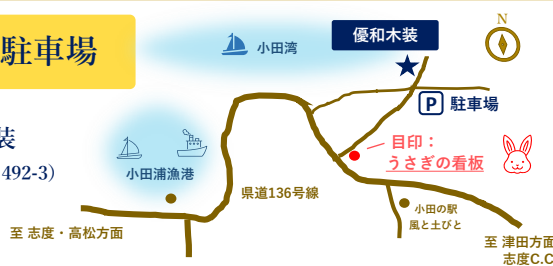 駐車場
装
492-3）
小田湾
優和木装
N
P 駐車場
目印：
うさぎの看板
小田浦漁港
県道136号線
小田の駅
風と土びと
至 志度・高松方面
至 津田方面
志度C.C